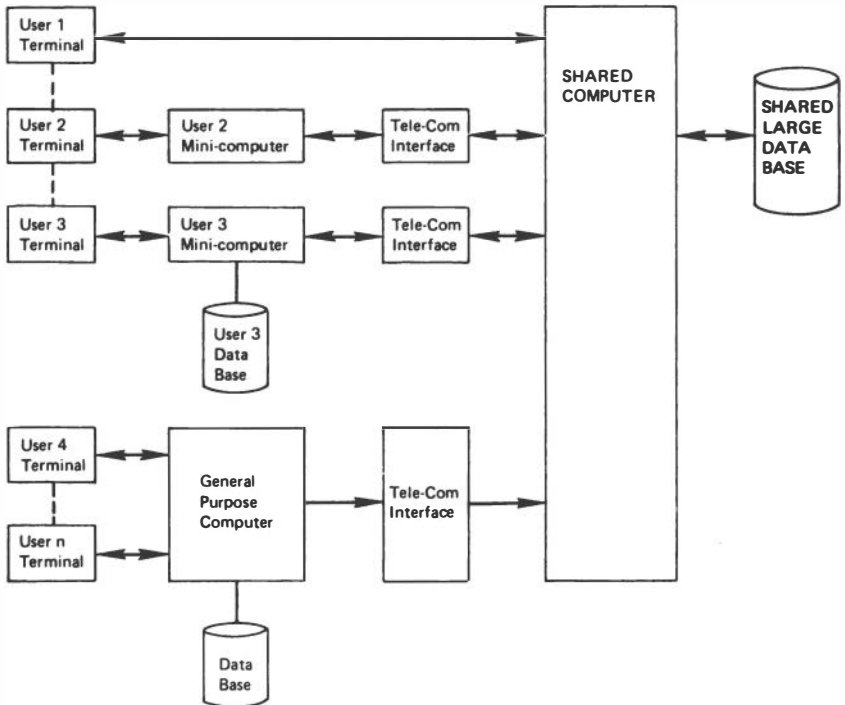 User 1
Terminal
SHARED
COMPUTER
SHARED
LARGE
DATA
BASE
User 2
Terminal
User 2
Mini-computer
Tele-Com
Interface
User 3
Terminal
User 3
Mini-computer
Tele-Com
Interface
User 3
Data
Base
User 4
Terminal
General
Purpose
Computer
Tele-Com
Interface
User n
Terminal
Data
Base